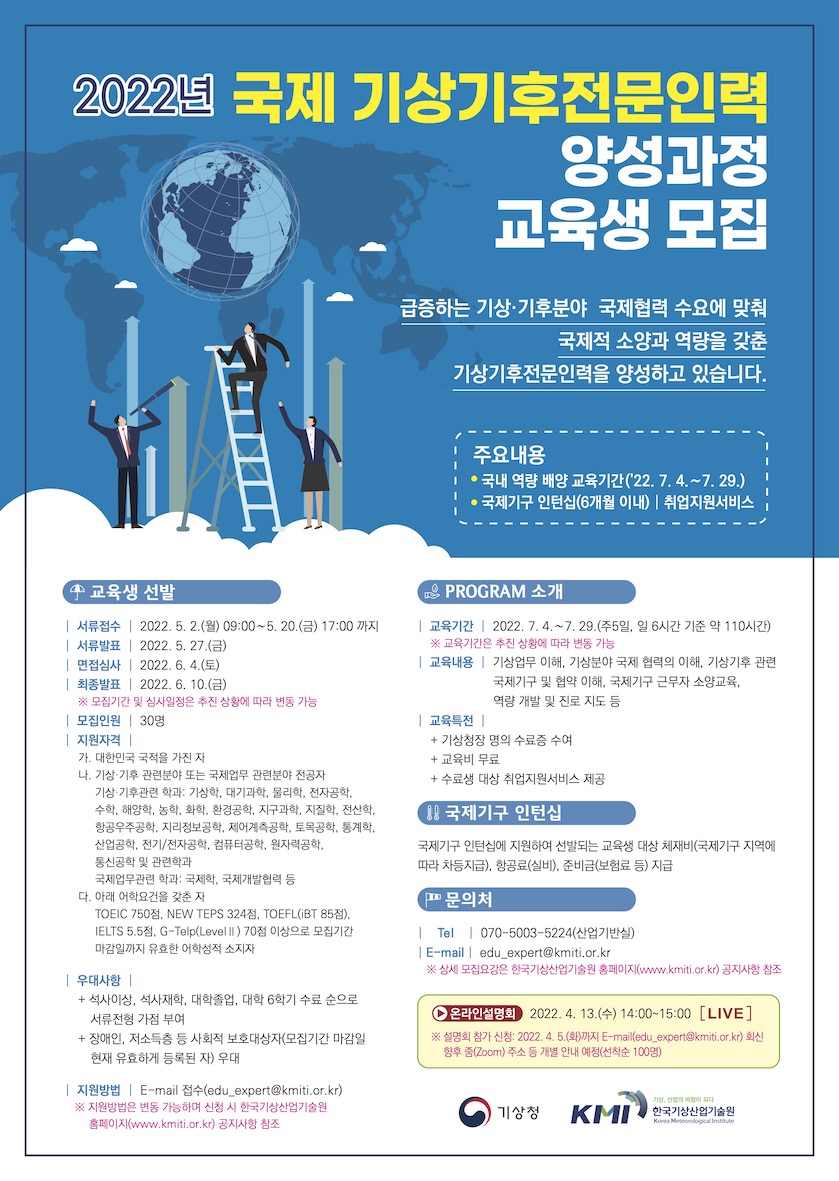 2022년 국제 기상기후전문인력
양성과정
교육생 모집
급증하는 기상·기후분야 국제협력 수요에 맞춰
국제적 소양과 역량을 갖춘
기상기후전문인력을 양성하고 있습니다.
주요내용
• 국내 역량 배양 교육기간('22. 7. 4.~7. 29.)
• 국제기구 인턴십(6개월 이내) | 취업지원서비스
교육생 선발
| 서류접수 | 2022. 5. 2.(월) 09:00~5. 20.(금) 17:00 까지
| 서류발표 | 2022. 5. 27.(금)
| 면접심사 | 2022. 6. 4.(토)
| 최종발표 | 2022. 6. 10.(금)
※ 모집기간 및 심사일정은 추진 상황에 따라 변동 가능
| 모집인원 | 30명
| 지원자격 |
가. 대한민국 국적을 가진 자
나. 기상·기후 관련분야 또는 국제업무 관련분야 전공자
기상·기후관련 학과: 기상학, 대기과학, 물리학, 전자공학,
수학, 해양학, 농학, 화학, 환경공학, 지구과학, 지질학, 전산학,
항공우주공학, 지리정보공학, 제어계측공학, 토목공학, 통계학,
산업공학, 전기/전자공학, 컴퓨터공학, 원자력공학,
통신공학 및 관련학과
국제업무관련 학과: 국제학, 국제개발협력 등
다. 아래 어학요건을 갖춘 자
TOEIC 750점, NEW TEPS 324점, TOEFL(iBT 85점),
IELTS 5.5점, G-Telp(LevelⅡ) 70점 이상으로 모집기간
마감일까지 유효한 어학성적 소지자
| 우대사항 |
+ 석사이상, 석사재학, 대학졸업, 대학 6학기 수료 순으로
서류전형 가점 부여
+ 장애인, 저소득층 등 사회적 보호대상자(모집기간 마감일
현재 유효하게 등록된 자) 우대
| 지원방법 | E-mail 접수(edu_expert@kmiti.or.kr)
※ 지원방법은 변동 가능하며 신청 시 한국기상산업기술원
홈페이지(www.kmiti.or.kr) 공지사항 참조
PROGRAM 소개
| 교육기간 | 2022. 7. 4.~7. 29.(주5일, 일 6시간 기준 약 110시간)
※ 교육기간은 추진 상황에 따라 변동 가능
| 교육내용 | 기상업무 이해, 기상분야 국제 협력의 이해, 기상기후 관련
국제기구 및 협약 이해, 국제기구 근무자 소양교육,
역량 개발 및 진로 지도 등
| 교육특전 |
+ 기상청장 명의 수료증 수여
+ 교육비 무료
+ 수료생 대상 취업지원서비스 제공
국제기구 인턴십
국제기구 인턴십에 지원하여 선발되는 교육생 대상 체재비(국제기구 지역에
따라 차등지급), 항공료(실비), 준비금(보험료 등) 지급
문의처
| Tel | 070-5003-5224(산업기반실)
| E-mail | edu_expert@kmiti.or.kr
※ 상세 모집요강은 한국기상산업기술원 홈페이지(www.kmiti.or.kr) 공지사항 참조
온라인설명회 2022. 4. 13.(수) 14:00~15:00 [LIVE]
※ 설명회 참가 신청: 2022. 4. 5.(화)까지 E-mail(edu_expert@kmiti.or.kr) 회신
향후 줌(Zoom) 주소 등 개별 안내 예정(선착순 100명)
기상청
KMI
기상, 산업의 바람이 되다
한국기상산업기술원
Korea Meteorological Institute